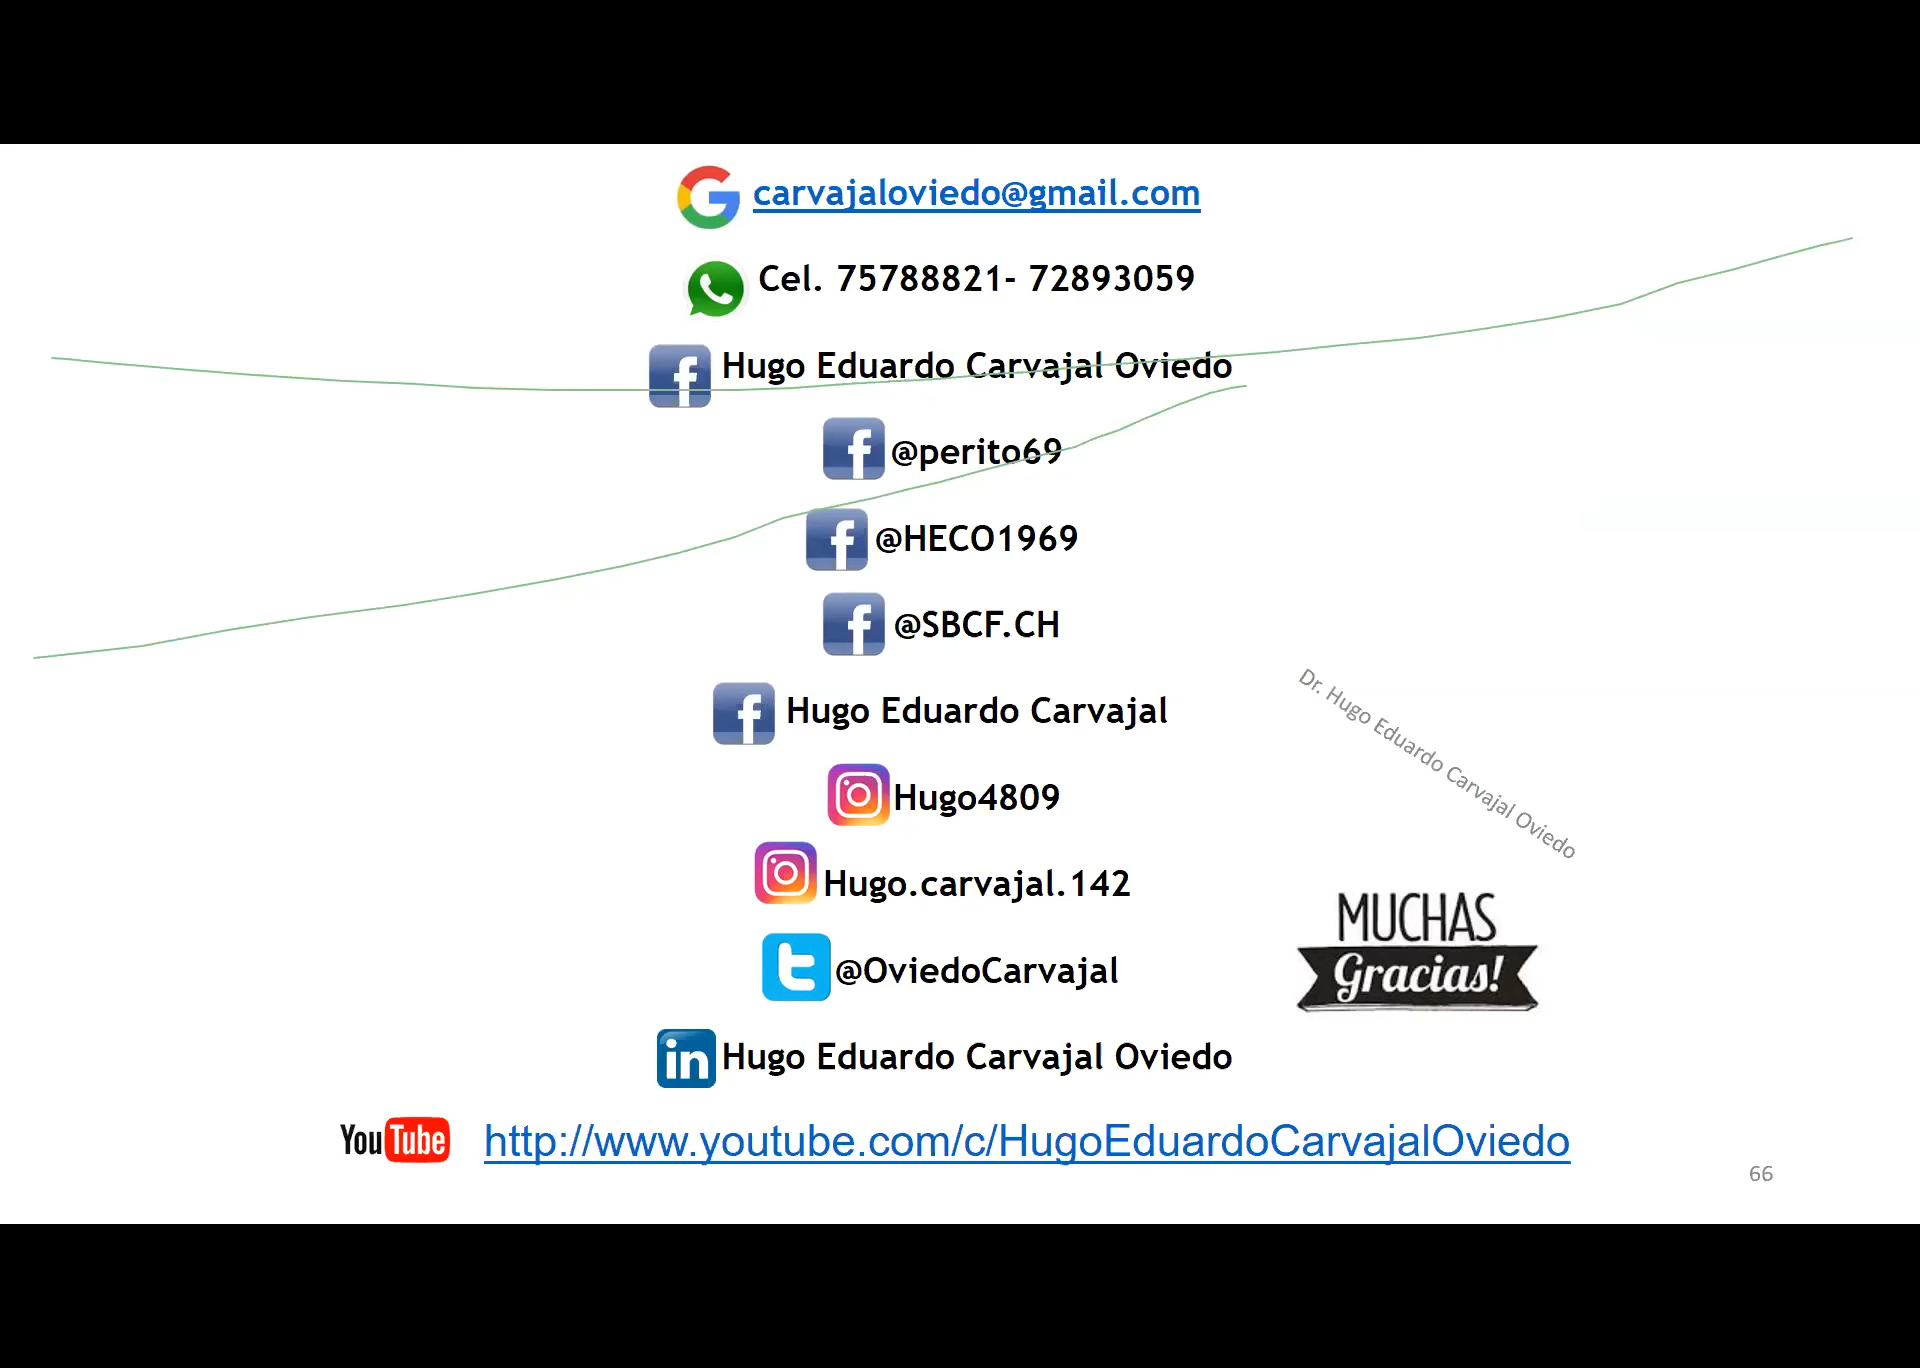 carvajaloviedo@gmail.com
Cel. 75788821- 72893059
Hugo Eduardo Carvajal Oviedo
@perito69
@HECO1969
@SBCF.CH
Hugo Eduardo Carvajal
Hugo4809
Hugo.carvajal.142
@OviedoCarvajal
Hugo Eduardo Carvajal Oviedo
YouTube http://www.youtube.com/c/HugoEduardoCarvajalOviedo
Dr. Hugo Eduardo Carvajal Oviedo
MUCHAS
Gracias!
66